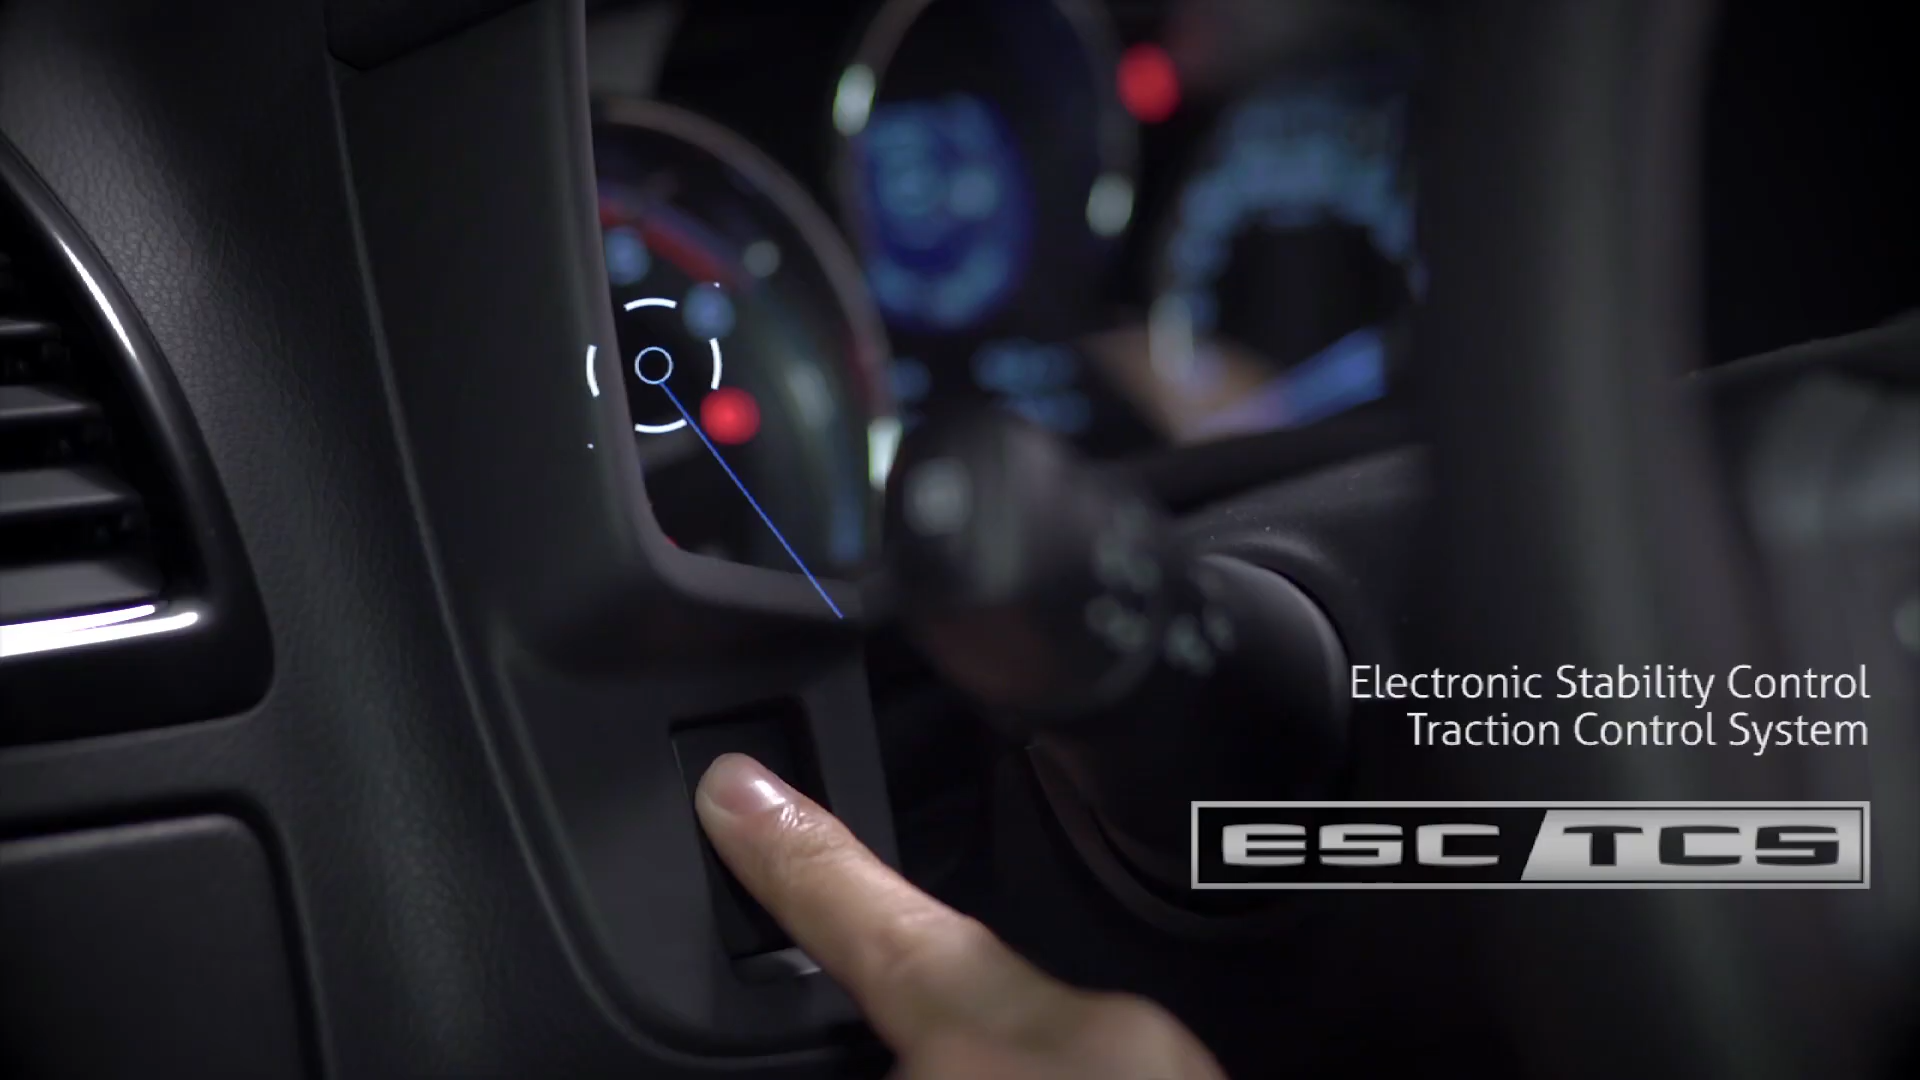 Electronic Stability Control
Traction Control System
ESC/TCS